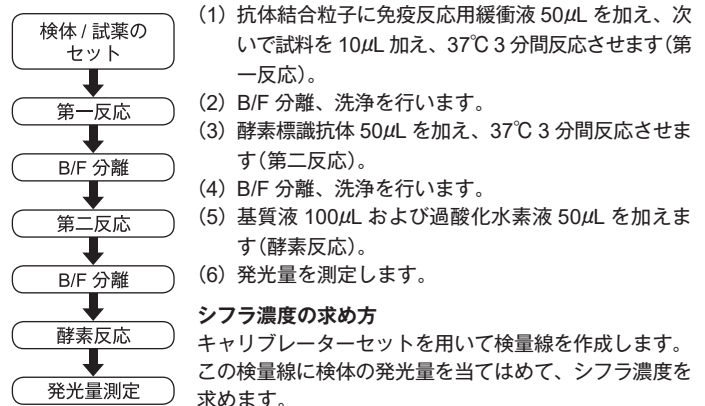 検体 / 試薬の
セット
第一反応
B/F 分離
第二反応
B/F 分離
酵素反応
発光量測定
(1) 抗体結合粒子に免疫反応用緩衝液 50μL を加え、次
いで試料を 10μL 加え、37℃ 3 分間反応させます(第
一反応)。
(2) B/F 分離、洗浄を行います。
(3) 酵素標識抗体 50μL を加え、37℃ 3 分間反応させま
す(第二反応)。
(4) B/F 分離、洗浄を行います。
(5) 基質液 100μL および過酸化水素液 50μL を加えま
す(酵素反応)。
(6) 発光量を測定します。
シフラ濃度の求め方
キャリブレーターセットを用いて検量線を作成します。
この検量線に検体の発光量を当てはめて、シフラ濃度を
求めます。